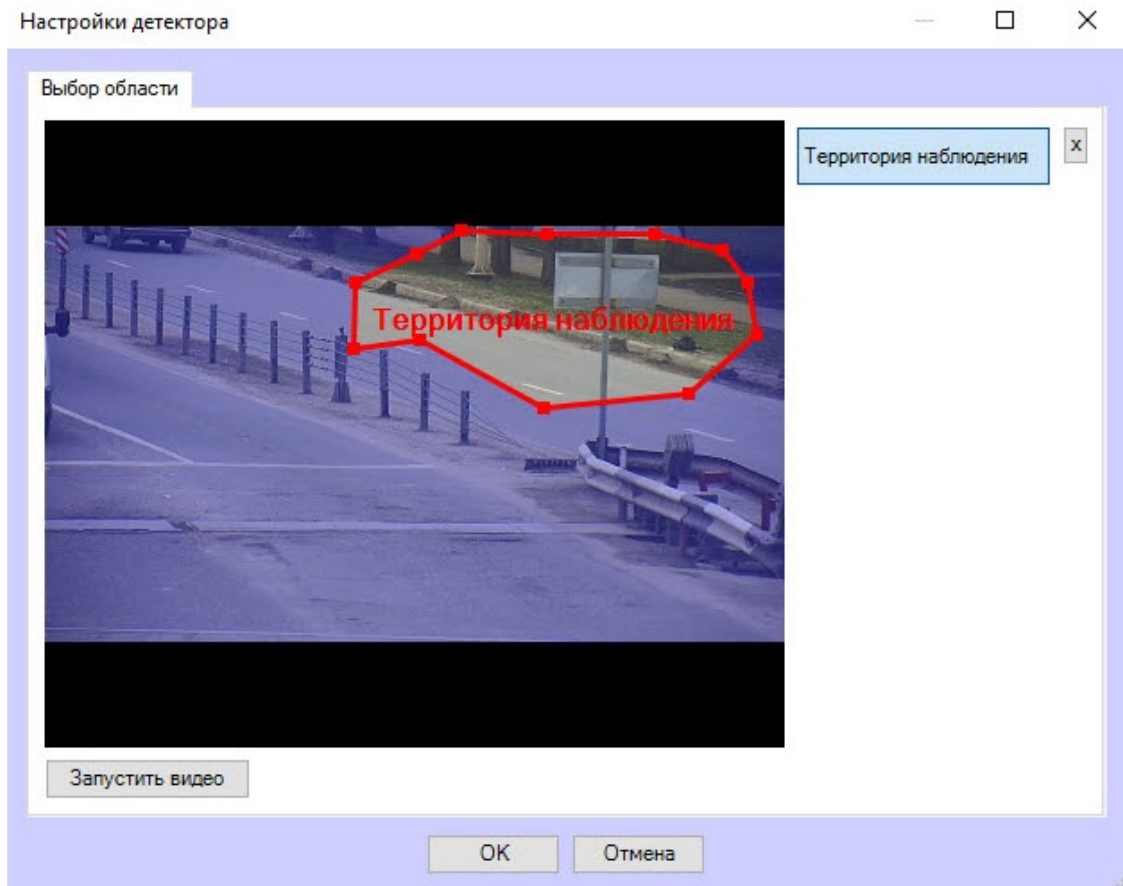 Настройки детектора
Выбор области
Территория наблюдения
x
Территория наблюдения
Запустить видео
OK
Отмена